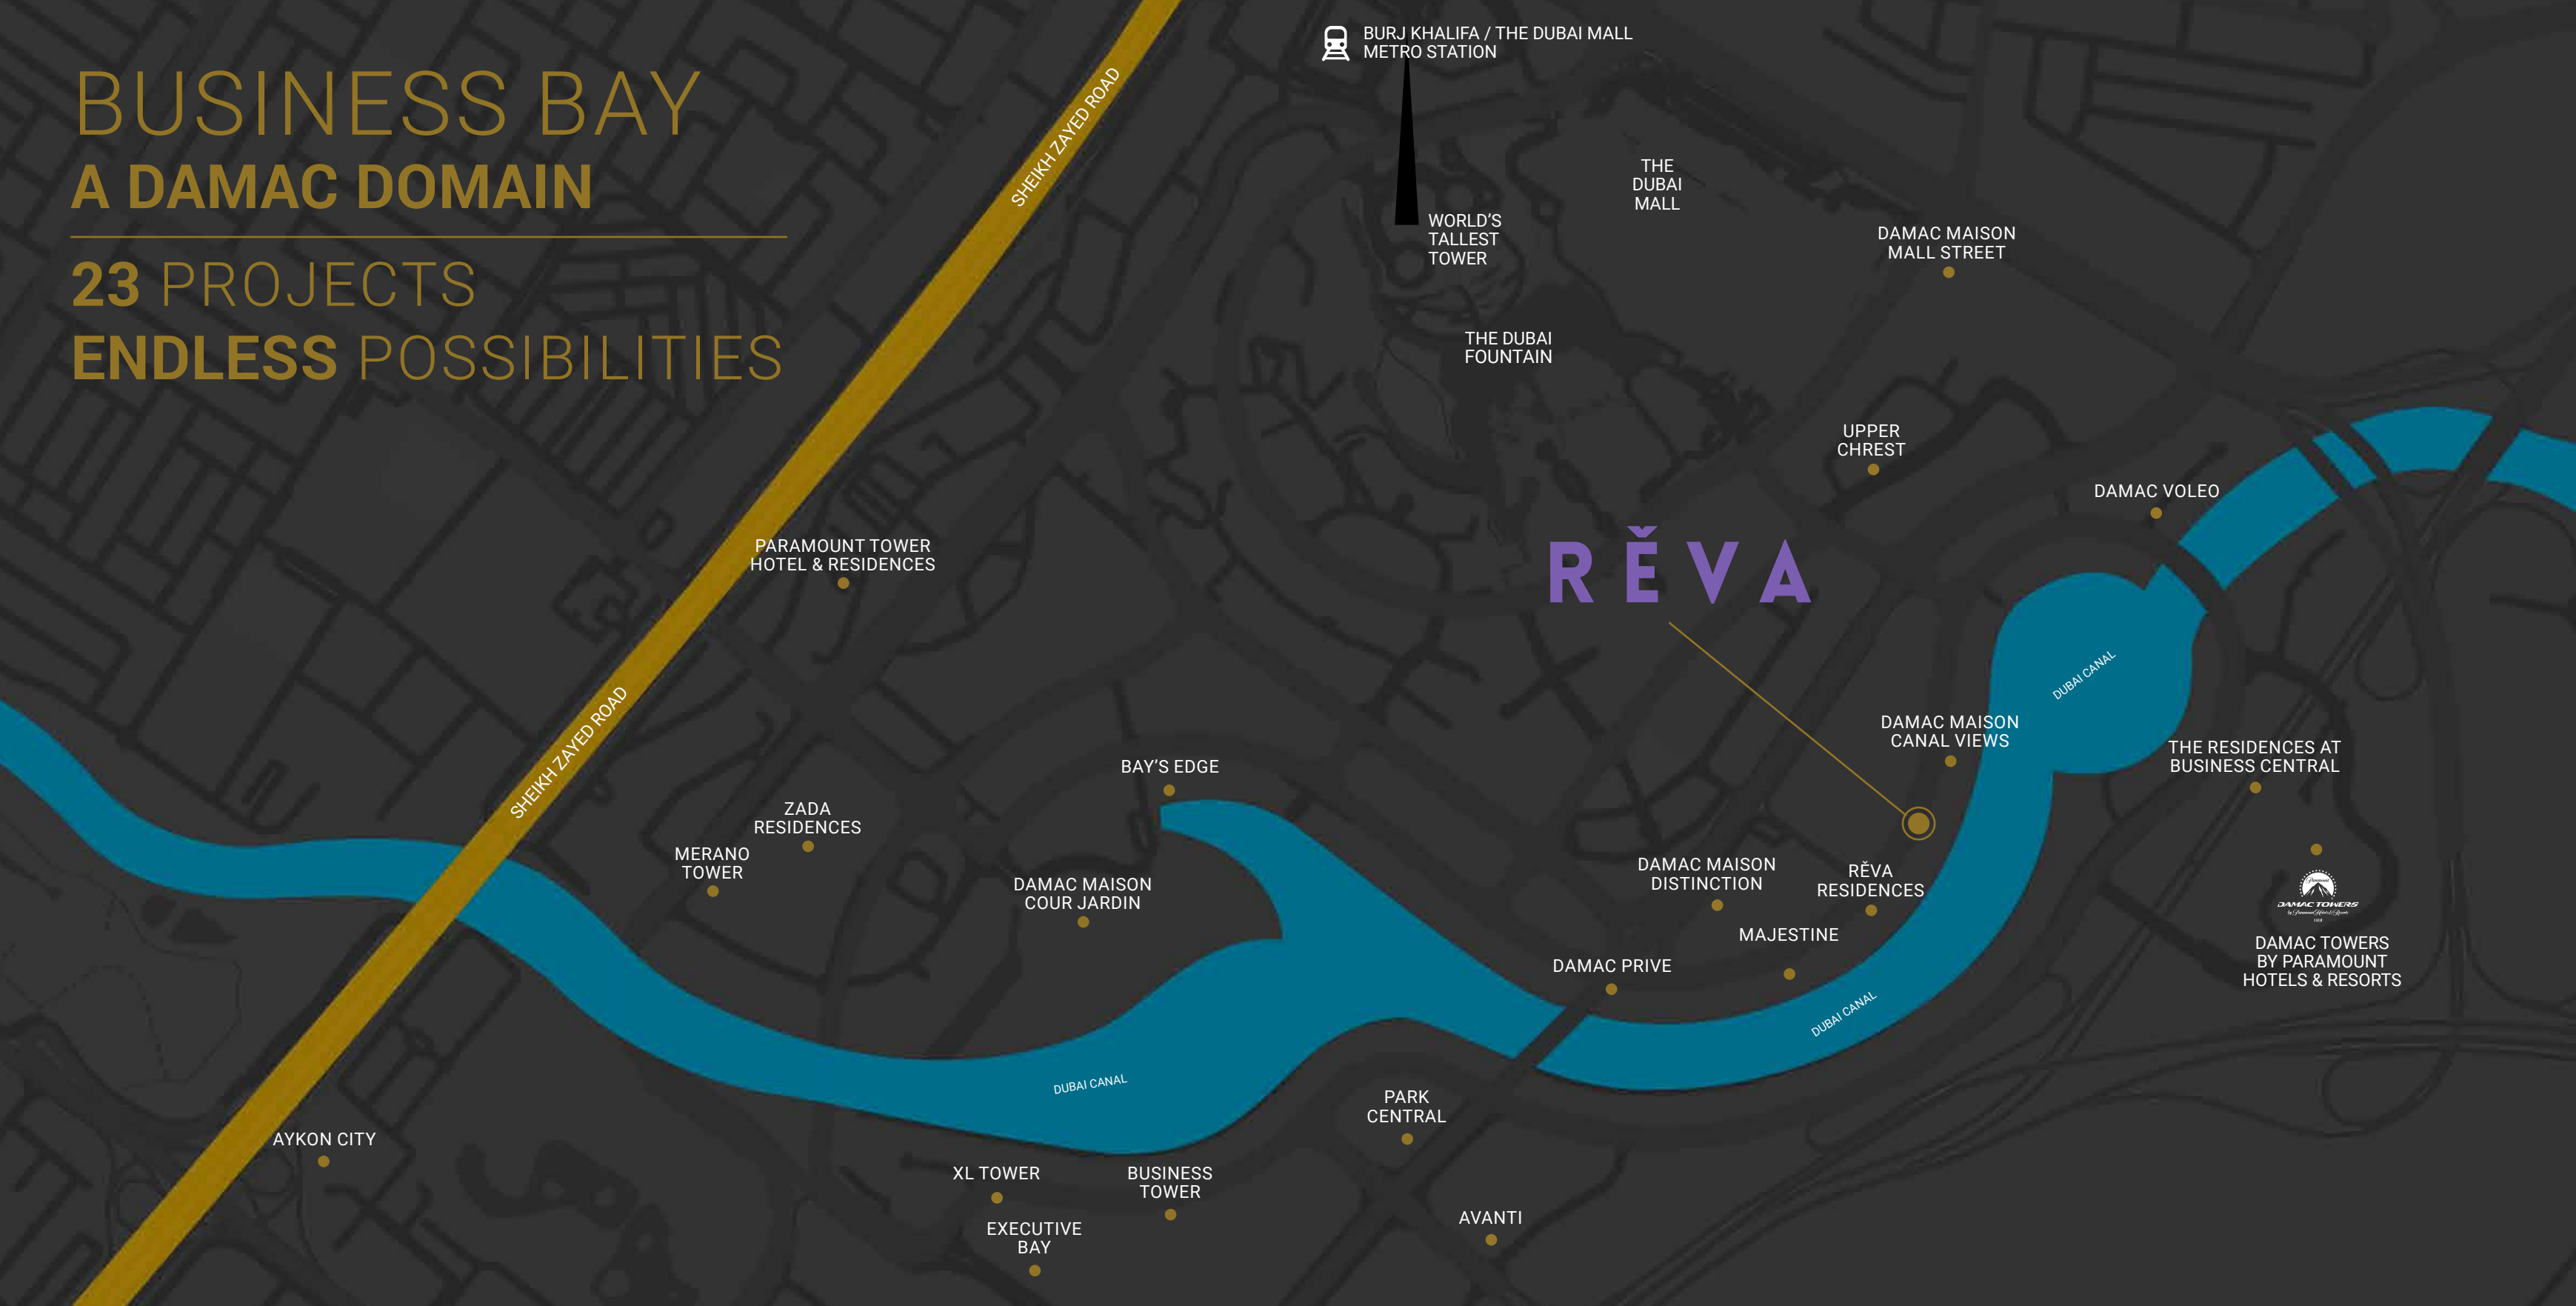 BUSINESS BAY
A DAMAC DOMAIN
23 PROJECTS
ENDLESS POSSIBILITIES
SHEIKH ZAYED ROAD
BURJ KHALIFA / THE DUBAI MALL
METRO STATION
THE
DUBAI
MALL
WORLD'S
TALLEST
TOWER
DAMAC MAISON
MALL STREET
THE DUBAI
FOUNTAIN
UPPER
CHREST
DAMAC VOLEO
PARAMOUNT TOWER
HOTEL & RESIDENCES
RĚVA
DUBAI CANAL
SHEIKH ZAYED ROAD
DAMAC MAISON
CANAL VIEWS
THE RESIDENCES AT
BUSINESS CENTRAL
BAY'S EDGE
ZADA
RESIDENCES
MERANO
TOWER
DAMAC MAISON
COUR JARDIN
DAMAC MAISON
DISTINCTION
RĚVA
RESIDENCES
MAJESTINE
DAMAC PRIVE
DAMAC TOWERS
DAMAC TOWERS
BY PARAMOUNT
HOTELS & RESORTS
DUBAI CANAL
DUBAI CANAL
PARK
CENTRAL
AYKON CITY
XL TOWER
BUSINESS
TOWER
EXECUTIVE
BAY
AVANTI